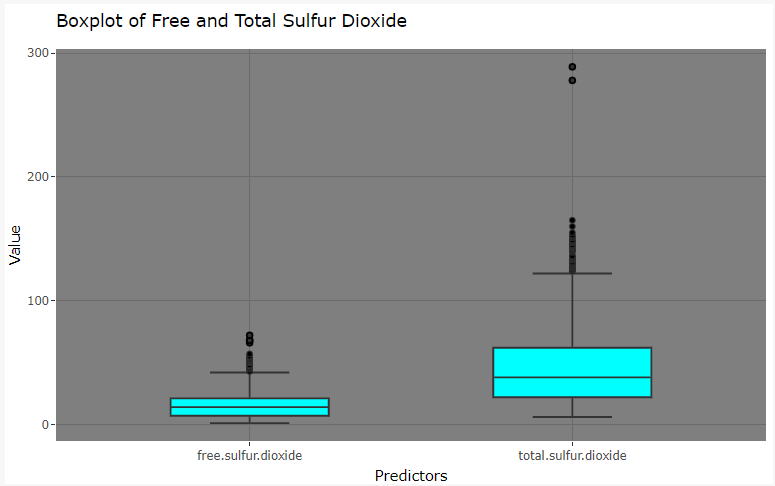 Boxplot of Free and Total Sulfur Dioxide
300
200
100
0
Value
free.sulfur.dioxide total.sulfur.dioxide
Predictors